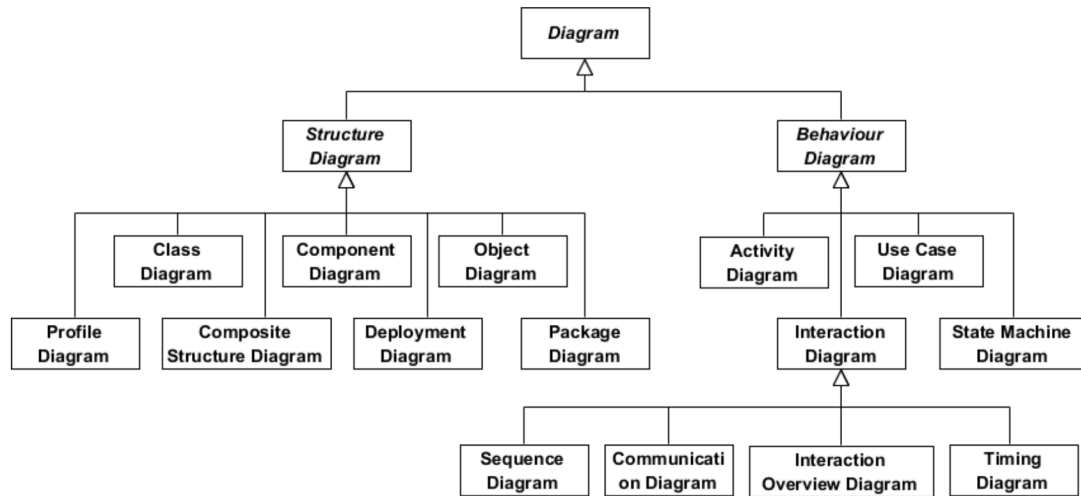 Diagram
Structure
Diagram
Behaviour
Diagram
Class
Diagram
Component
Diagram
Object
Diagram
Activity
Diagram
Use Case
Diagram
Profile
Diagram
Composite
Structure Diagram
Deployment
Diagram
Package
Diagram
Interaction
Diagram
State Machine
Diagram
Sequence
Diagram
Communicati
on Diagram
Interaction
Overview Diagram
Timing
Diagram